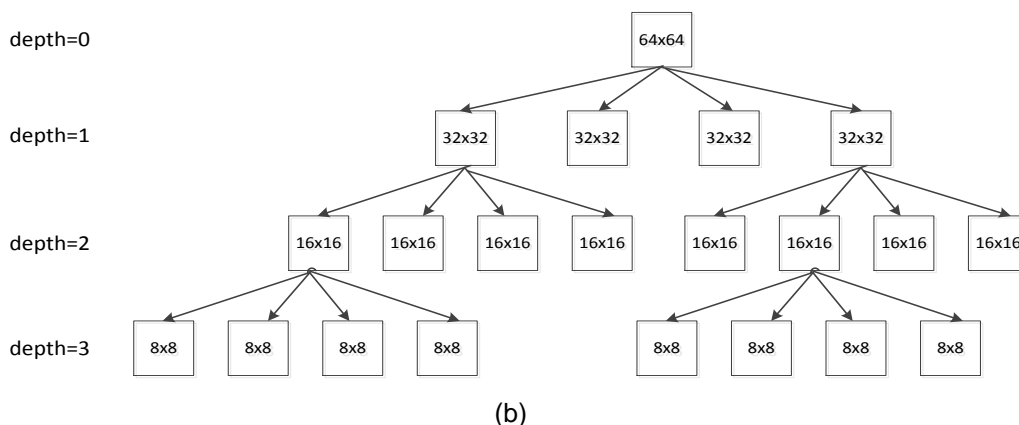 depth=0 64x64
depth=1 32x32 32x32 32x32 32x32
depth=2 16x16 16x16 16x16 16x16 16x16 16x16 16x16 16x16
depth=3 8x8 8x8 8x8 8x8 8x8 8x8 8x8 8x8
(b)